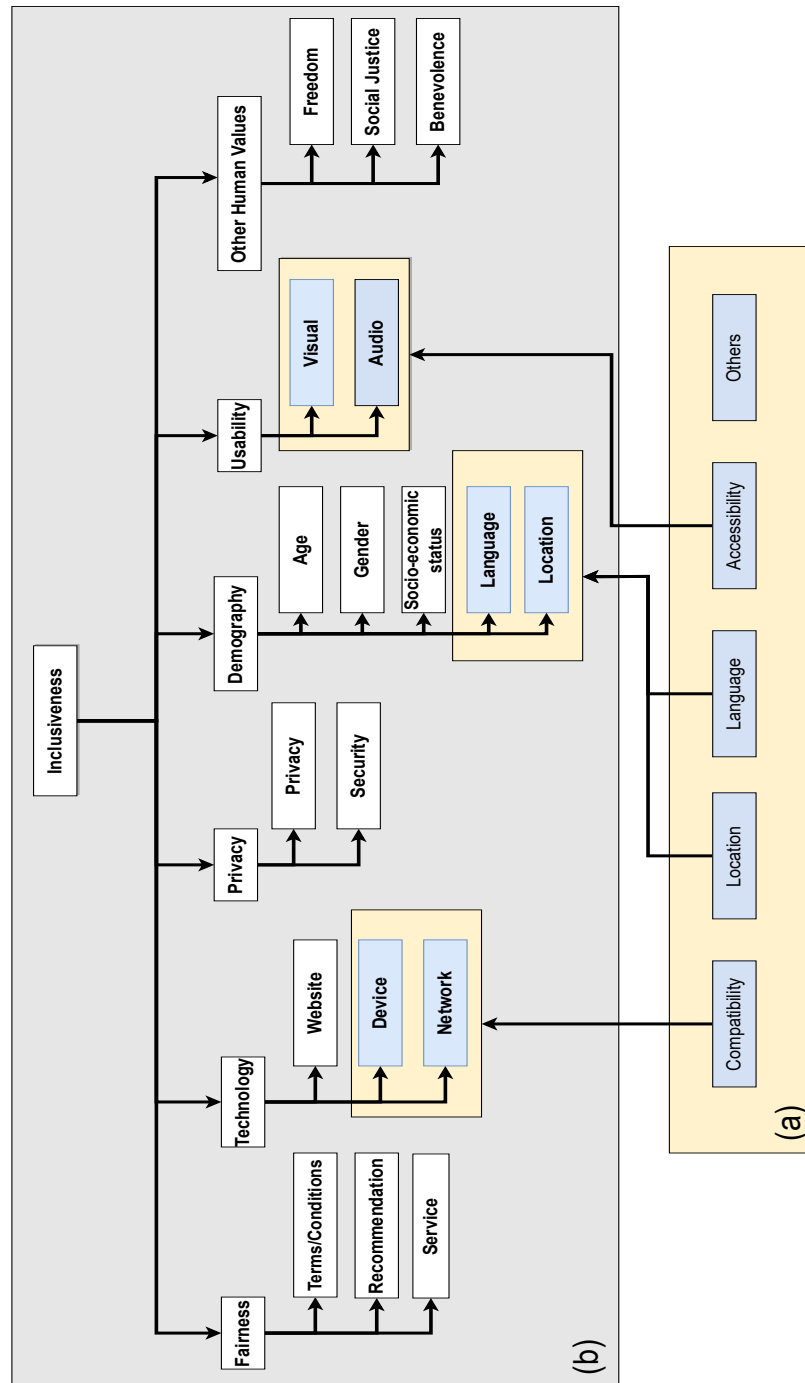 Inclusiveness
Fairness
Technology
Privacy
Demography
Usability
Other Human Values
Terms/Conditions
Recommendation
Service
Website
Device
Network
Privacy
Security
Age
Gender
Socio-economic
status
Language
Location
Visual
Audio
Freedom
Social Justice
Benevolence
(b)
Compatibility
Location
Language
Accessibility
Others
(a)